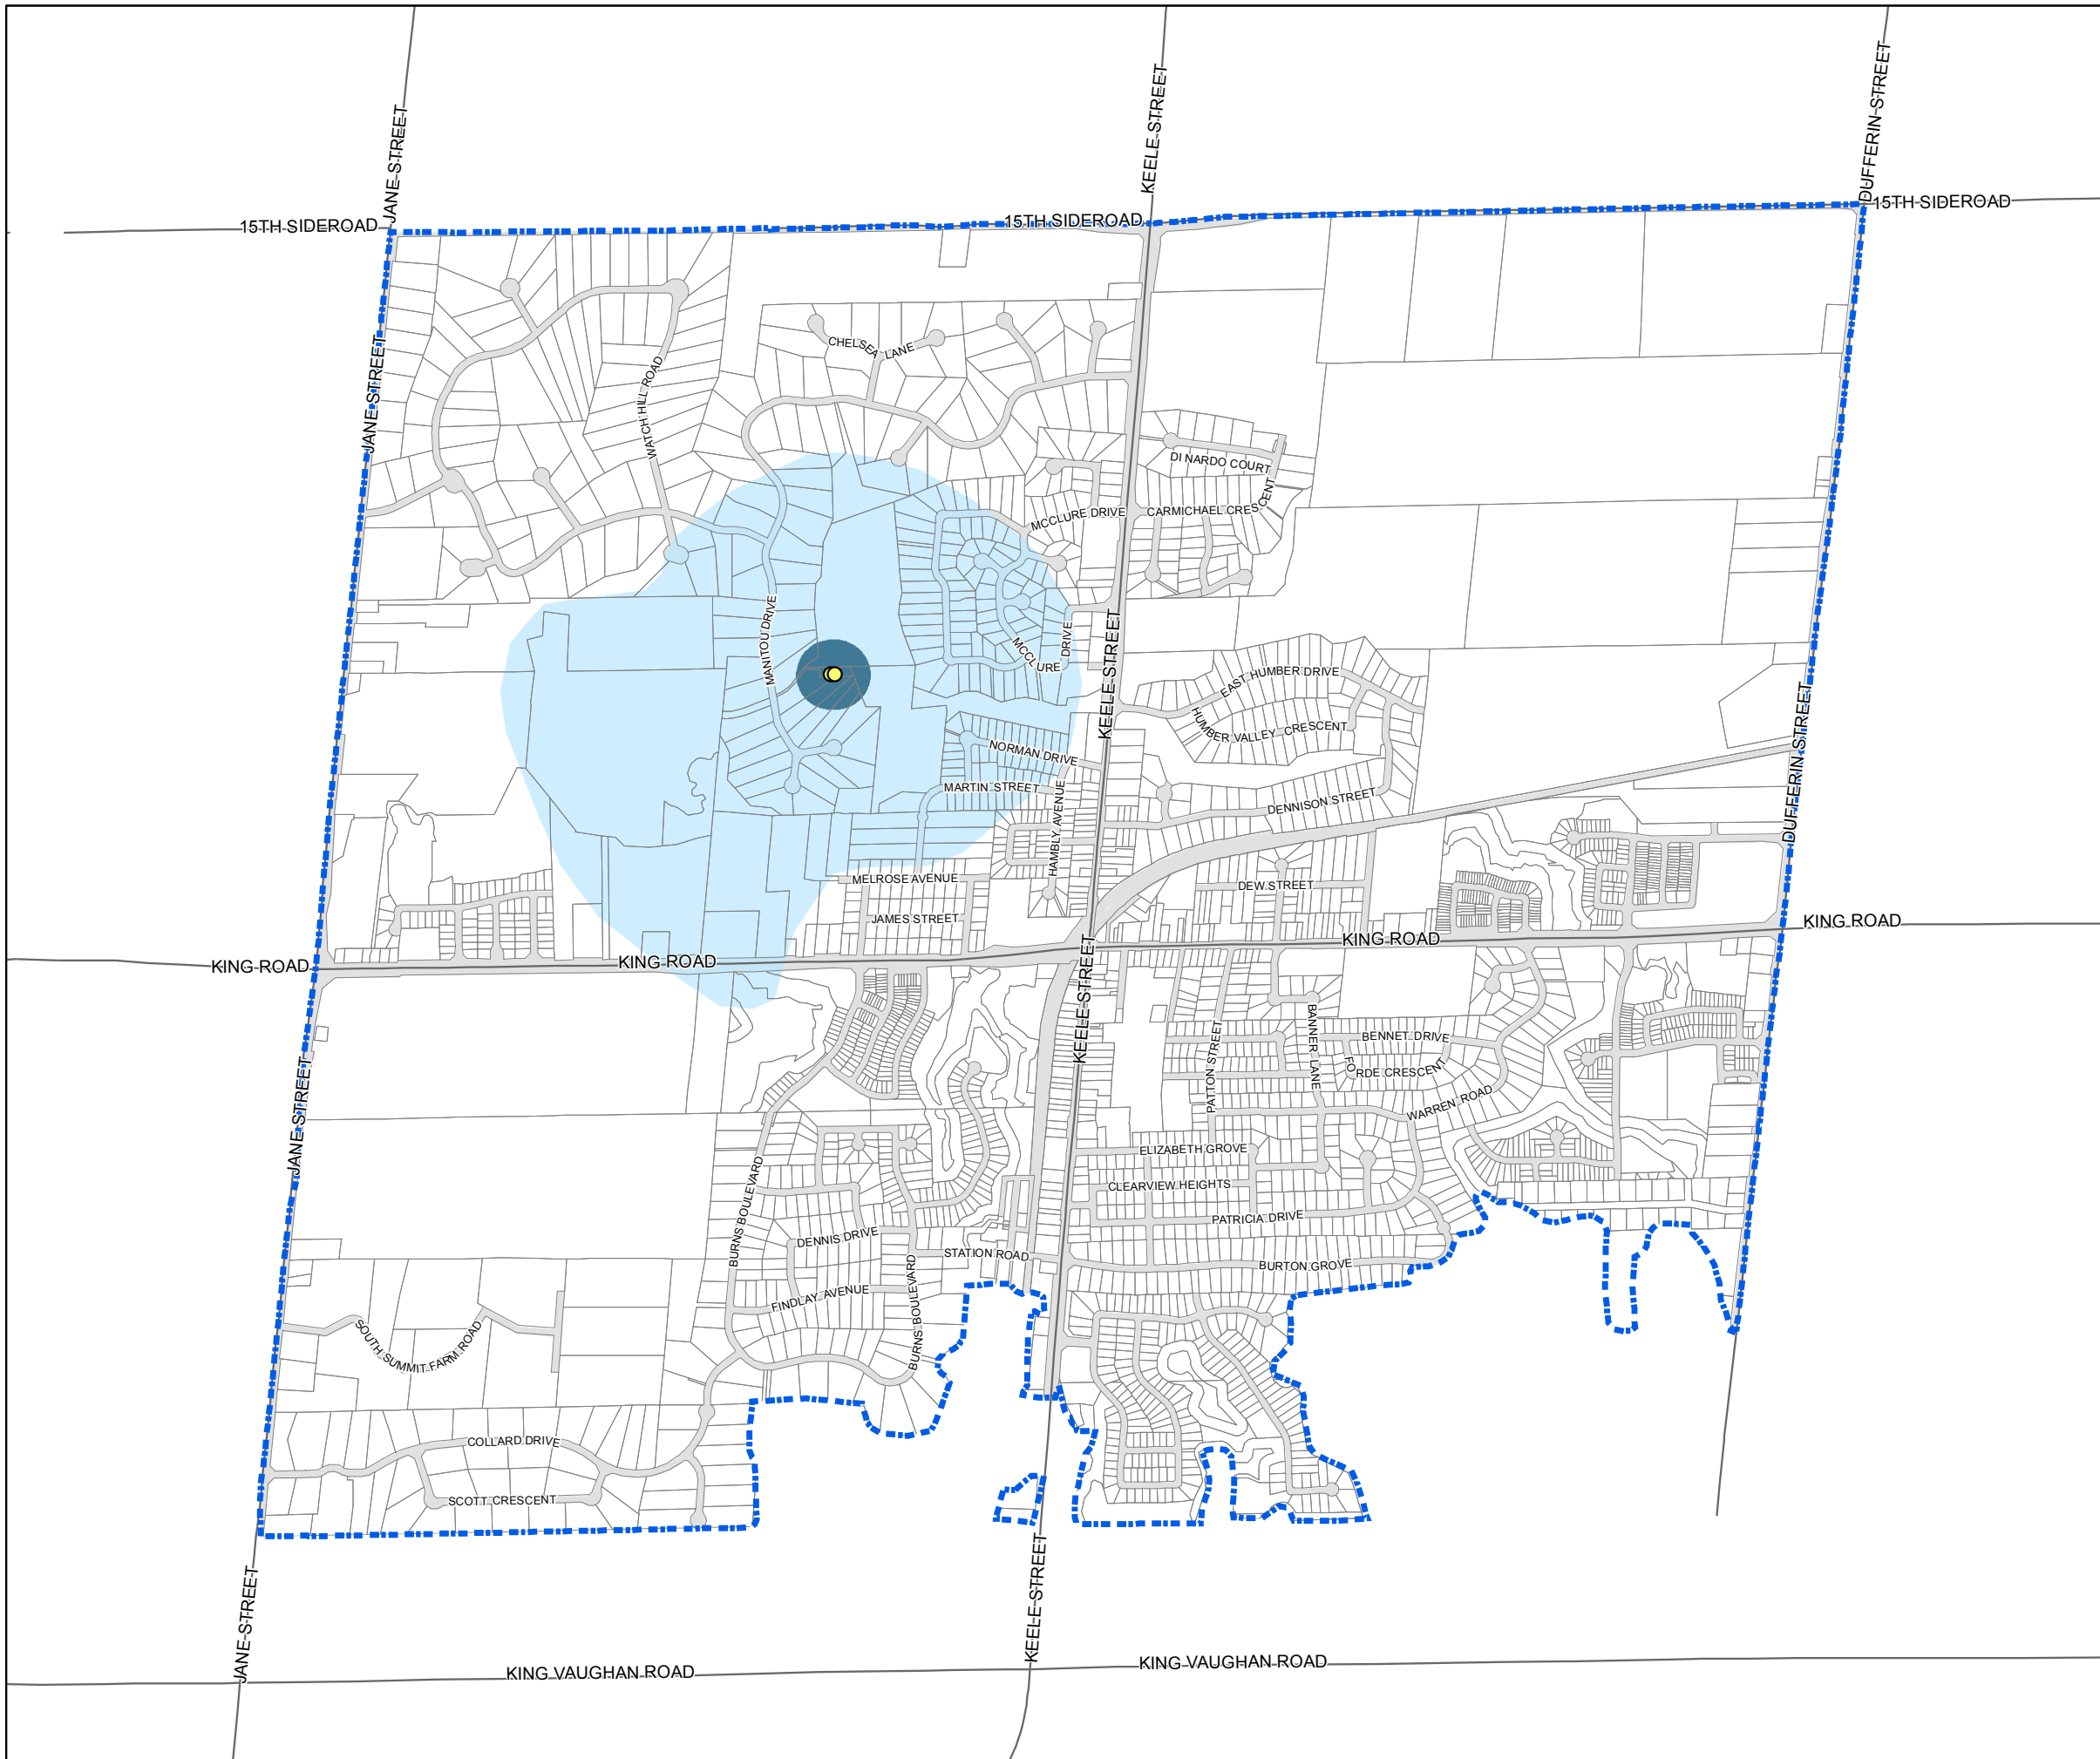 JANE STREET
KEELE STREET
DUFFERIN STREET
15TH SIDEROAD
15TH SIDEROAD
15TH SIDEROAD
JANE STREET
CHELSEA LANE
WATCH HILL ROAD
DI NARDO COURT
MCCLURE DRIVE
CARMICHAEL CRESCENT
MANITOU DRIVE
MCCLURE DRIVE
KEELE STREET
EAST HUMBER DRIVE
HUMBER VALLEY CRESCENT
DUFFERIN STREET
NORMAN DRIVE
MARTIN STREET
HAMBLY AVENUE
DENNISON STREET
MELROSE AVENUE
DEW STREET
JAMES STREET
KING ROAD
KING ROAD
KING ROAD
KING ROAD
KEELE STREET
BANNER LANE
BENNET DRIVE
PATTON STREET
FORDE CRESCENT
JANE STREET
WARREN ROAD
ELIZABETH GROVE
CLEARVIEW HEIGHTS
BURNS BOULEVARD
PATRICIA DRIVE
DENNIS DRIVE
STATION ROAD
BURTON GROVE
FINDLAY AVENUE
BURNS BOULEVARD
SOUTH SUMMIT FARM ROAD
COLLARD DRIVE
SCOTT CRESCENT
JANE STREET
KEELE STREET
KING VAUGHAN ROAD
KING VAUGHAN ROAD